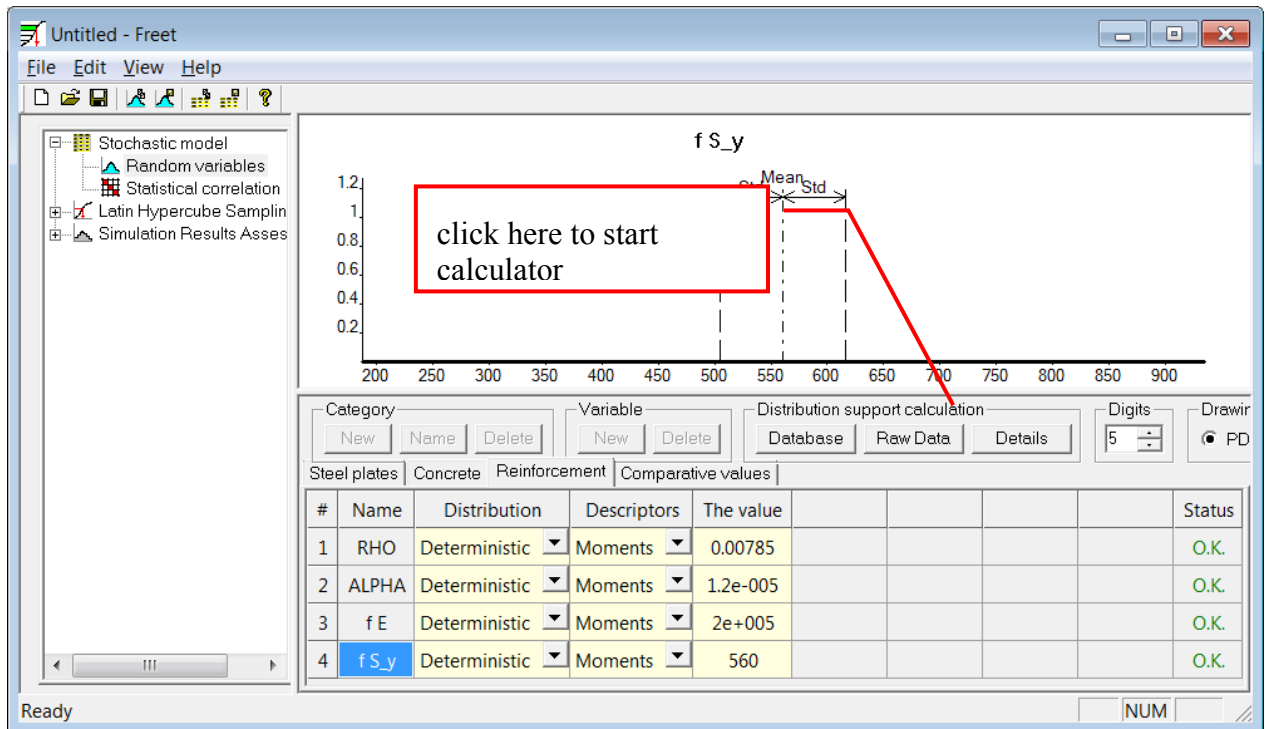 Untitled - Freet
File Edit View Help
Stochastic model
Random variables
Statistical correlation
Latin Hypercube Samplin
Simulation Results Asses
f S_y
Mean
Std
1.2
1
0.8
0.6
0.4
0.2
click here to start
calculator
200 250 300 350 400 450 500 550 600 650 700 750 800 850 900
Category Variable Distribution support calculation Digits Drawin
New Name Delete New Delete Database Raw Data Details 5 PD
Steel plates Concrete Reinforcement Comparative values
# Name Distribution Descriptors The value Status
1 RHO Deterministic Moments 0.00785 O.K.
2 ALPHA Deterministic Moments 1.2e-005 O.K.
3 f E Deterministic Moments 2e+005 O.K.
4 f S_y Deterministic Moments 560 O.K.
Ready NUM